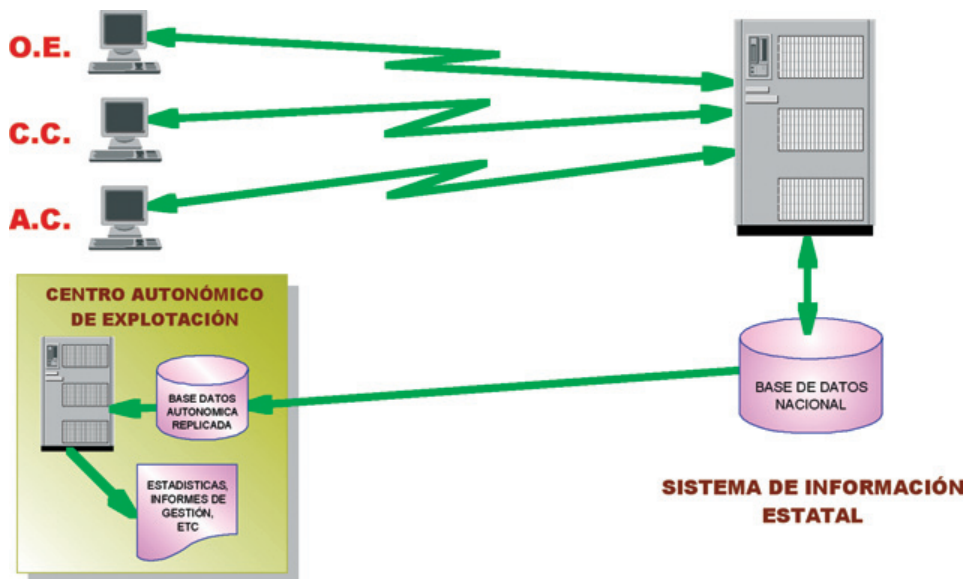 O.E.
C.C.
A.C.
CENTRO AUTONÓMICO
DE EXPLOTACIÓN
BASE DATOS
AUTONOMICA
REPLICADA
ESTADISTICAS,
INFORMES DE
GESTIÓN,
ETC
BASE DE DATOS
NACIONAL
SISTEMA DE INFORMACIÓN
ESTATAL